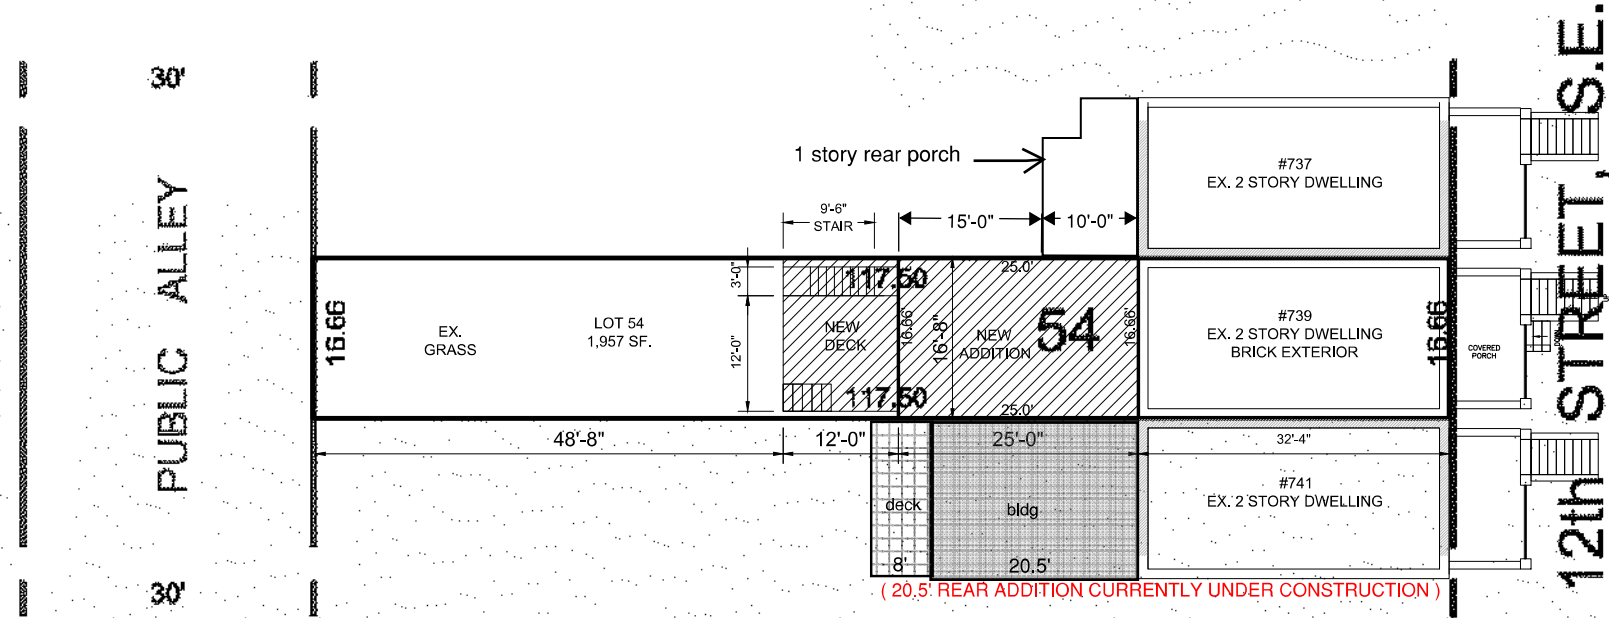 30'
12th STREET, S.E.
1 story rear porch
#737
EX. 2 STORY DWELLING
9'-6"
STAIR
15'-0"
10'-0"
PUBLIC ALLEY
3'-0"
117.50
25.0'
16.66
EX.
GRASS
LOT 54
1,957 SF.
12'-0"
NEW
DECK
16.66'
16'-8"
NEW
ADDITION
54
16.66'
#739
EX. 2 STORY DWELLING
BRICK EXTERIOR
16.66
COVERED
PORCH
DOWN
UP
117.50
25.0'
48'-8"
12'-0"
25'-0"
32'-4"
deck
bldg
#741
EX. 2 STORY DWELLING
8'
20.5'
( 20.5' REAR ADDITION CURRENTLY UNDER CONSTRUCTION )
30'